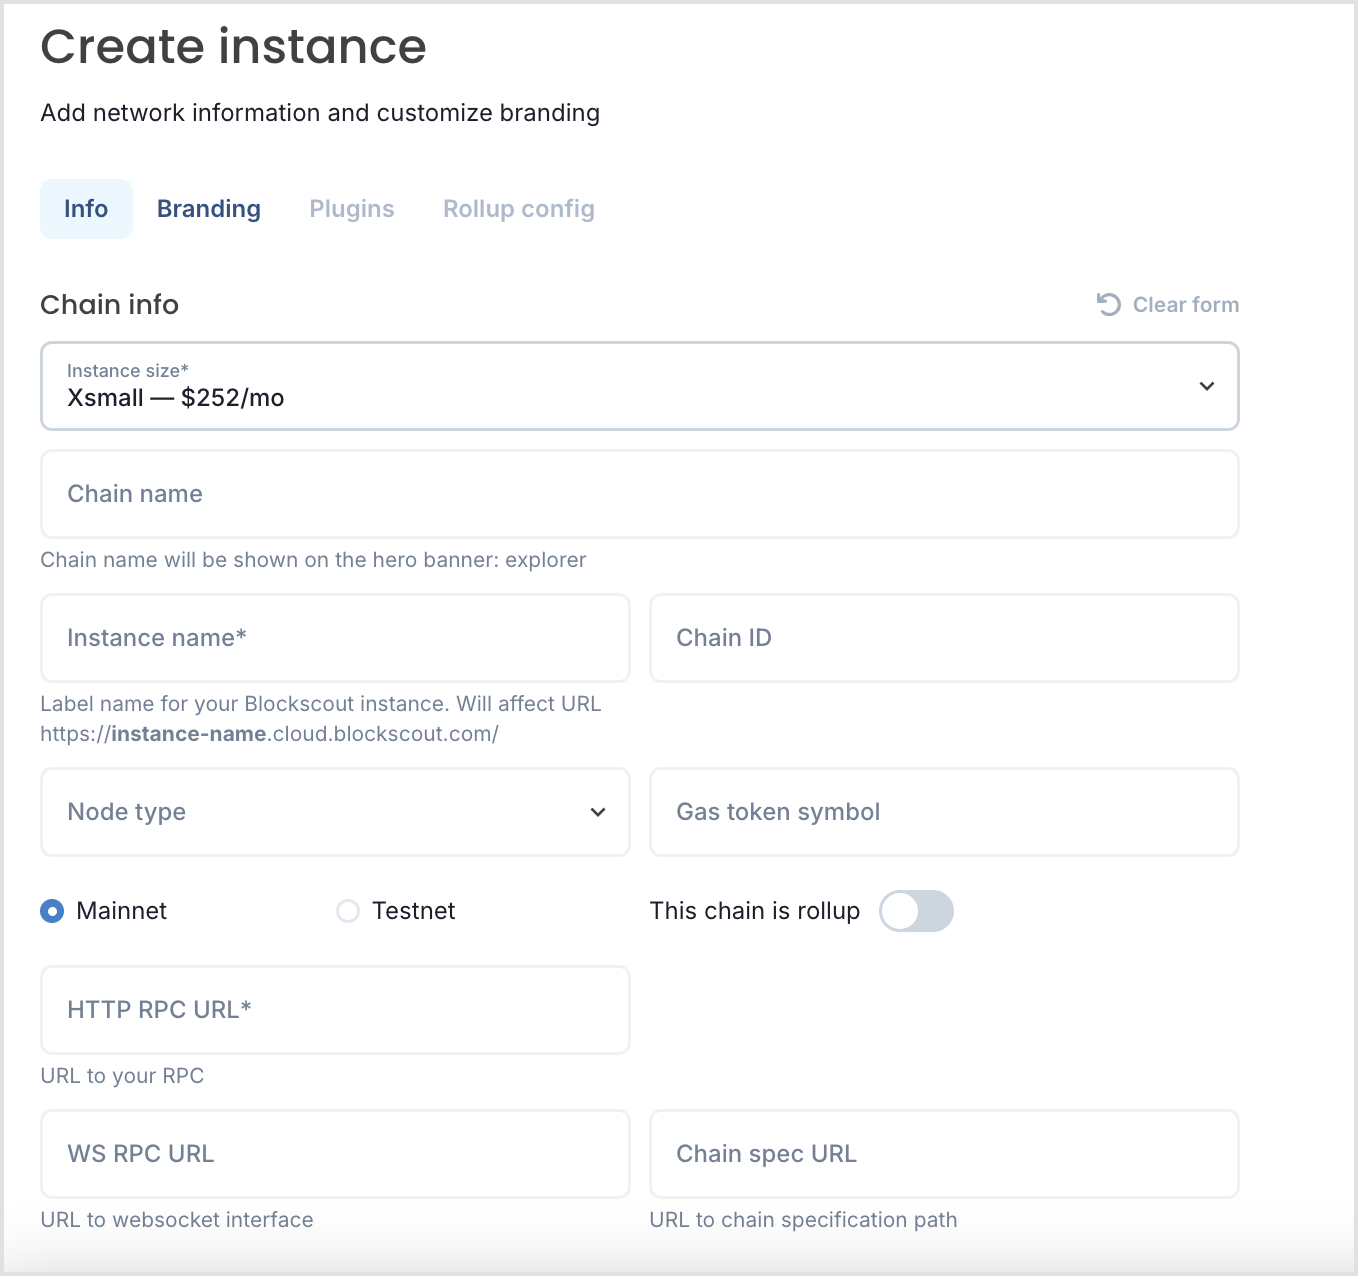 Create instance
Add network information and customize branding
Info Branding Plugins Rollup config
Chain info Clear form
Instance size*
Xsmall — $252/mo
Chain name
Chain name will be shown on the hero banner: explorer
Instance name* Chain ID
Label name for your Blockscout instance. Will affect URL
https://instance-name.cloud.blockscout.com/
Node type Gas token symbol
Mainnet Testnet This chain is rollup
HTTP RPC URL*
URL to your RPC
WS RPC URL Chain spec URL
URL to websocket interface URL to chain specification path